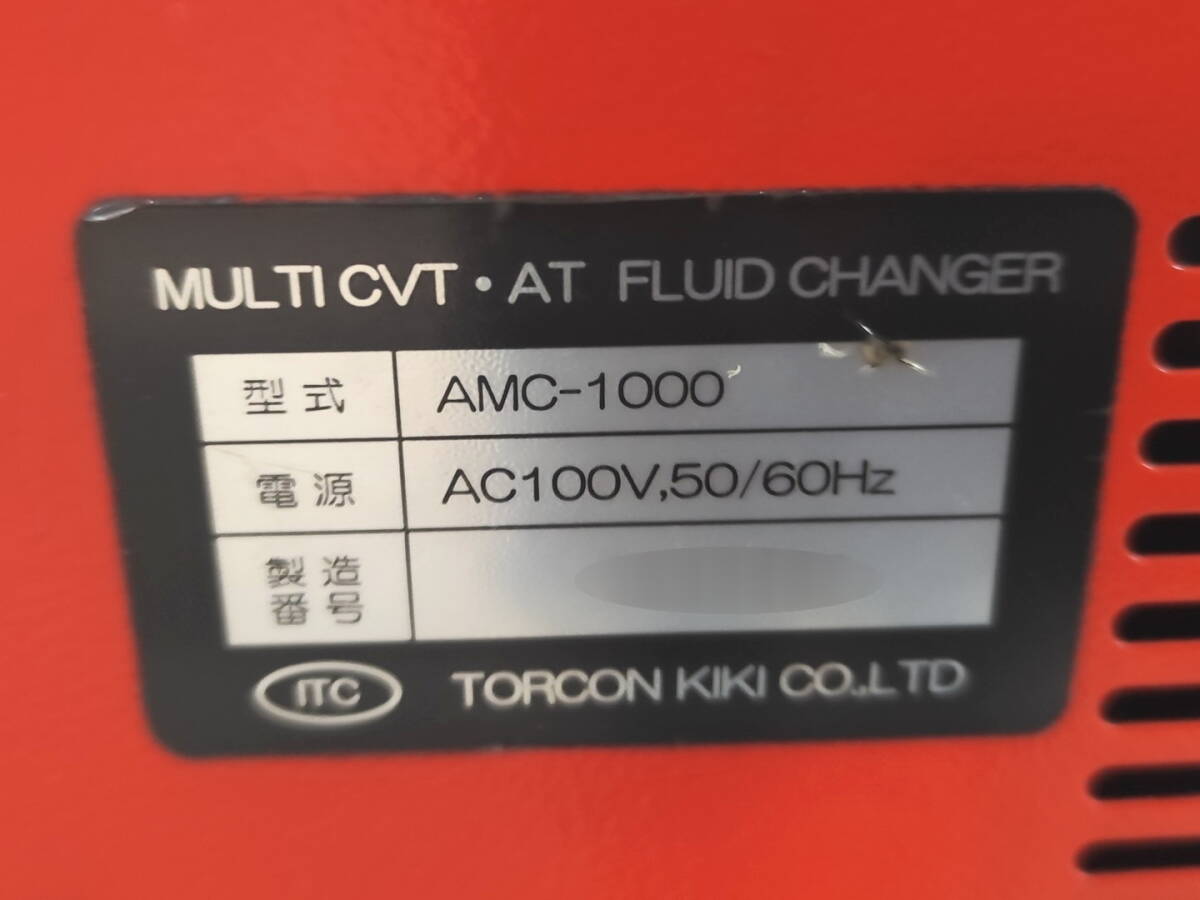 MULTI CVT・AT FLUID CHANGER
型式 AMC-1000
電源 AC100V,50/60Hz
製造
番号
ITC TORCON KIKI CO.,LTD